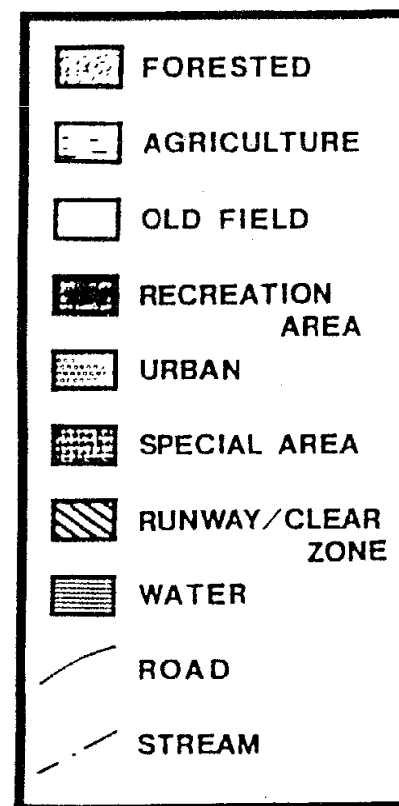 FORESTED
AGRICULTURE
OLD FIELD
RECREATION
AREA
URBAN
SPECIAL AREA
RUNWAY/CLEAR
ZONE
WATER
ROAD
STREAM